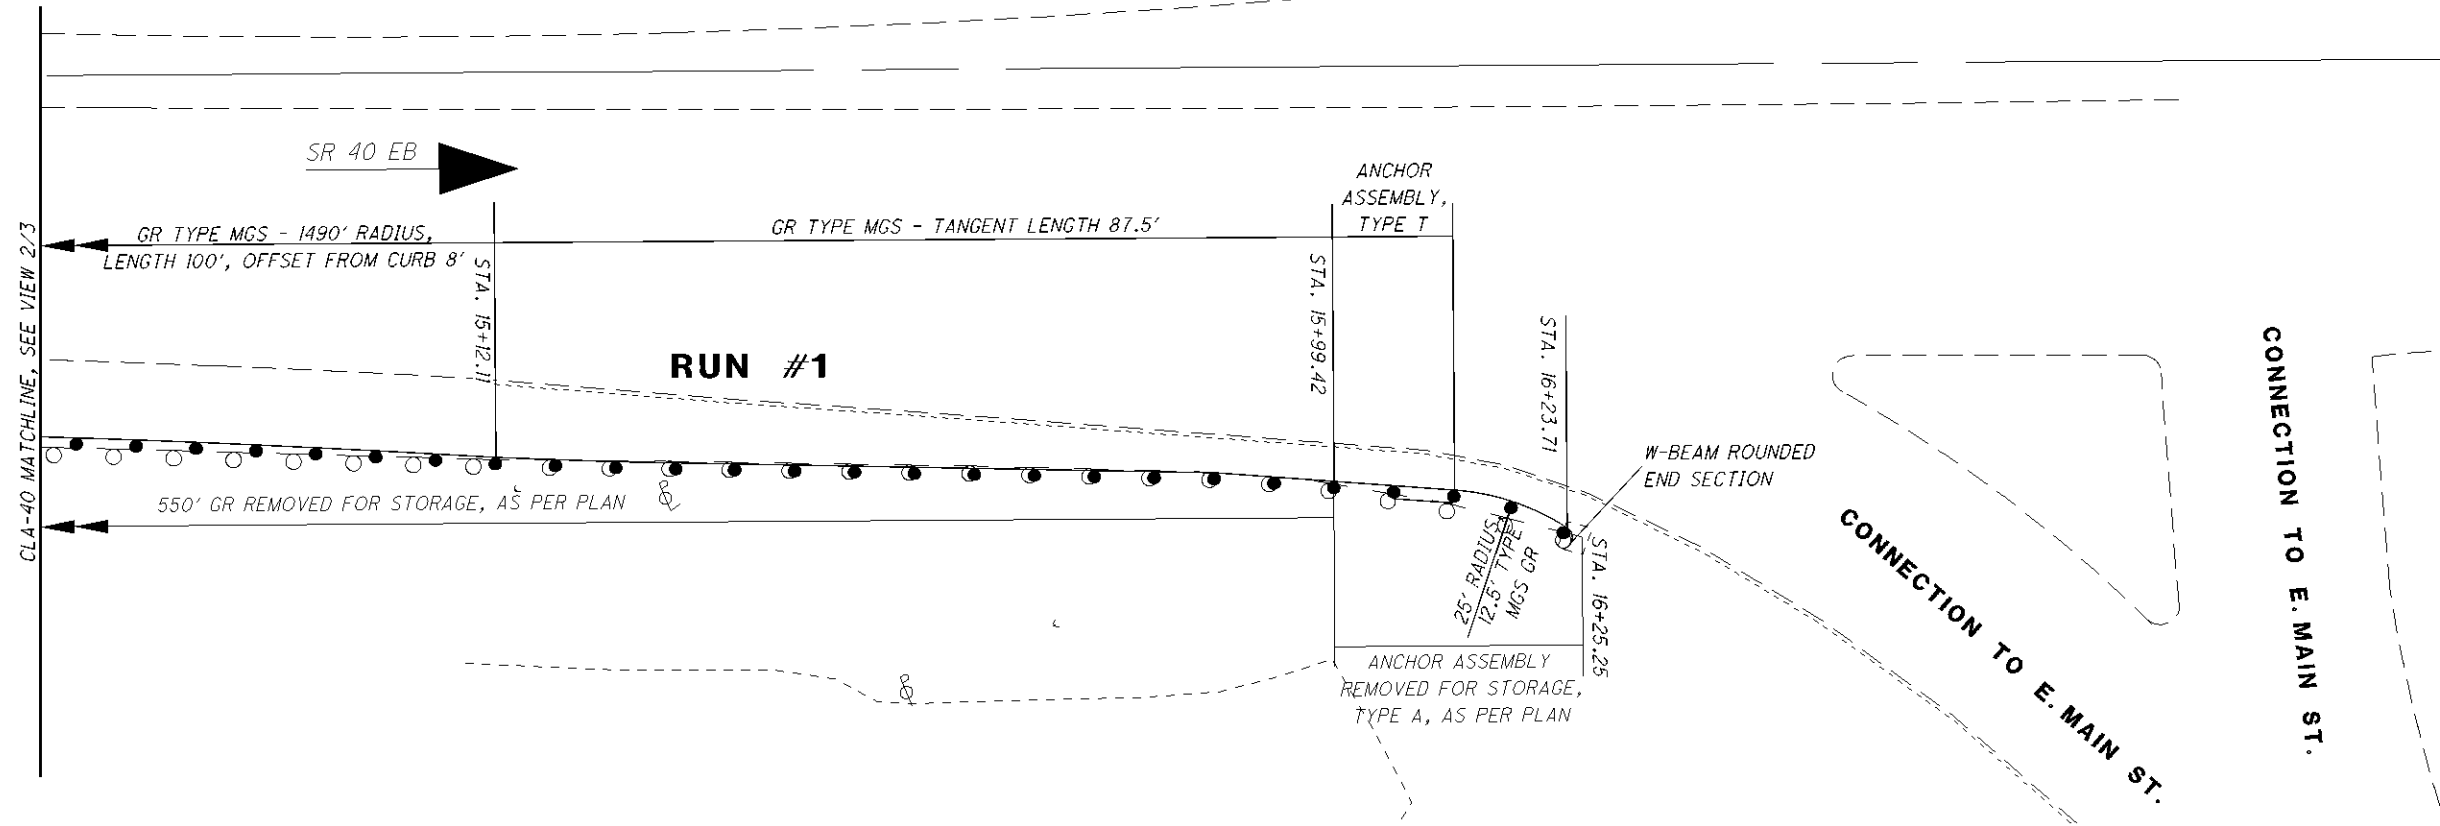 SR 40 EB
ANCHOR
ASSEMBLY,
TYPE T
GR TYPE MGS - 1490' RADIUS,
LENGTH 100', OFFSET FROM CURB 8'
GR TYPE MGS - TANGENT LENGTH 87.5'
CLA-40 MATCHLINE, SEE VIEW 2/3
STA. 15+12.11
STA. 15+99.42
STA. 16+23.71
RUN #1
W-BEAM ROUNDED
END SECTION
550' GR REMOVED FOR STORAGE, AS PER PLAN
25' RADIUS
12.5' TYPE
MGS GR
STA. 16+25.25
ANCHOR ASSEMBLY
REMOVED FOR STORAGE,
TYPE A, AS PER PLAN
CONNECTION TO E. MAIN ST.
CONNECTION TO E. MAIN ST.